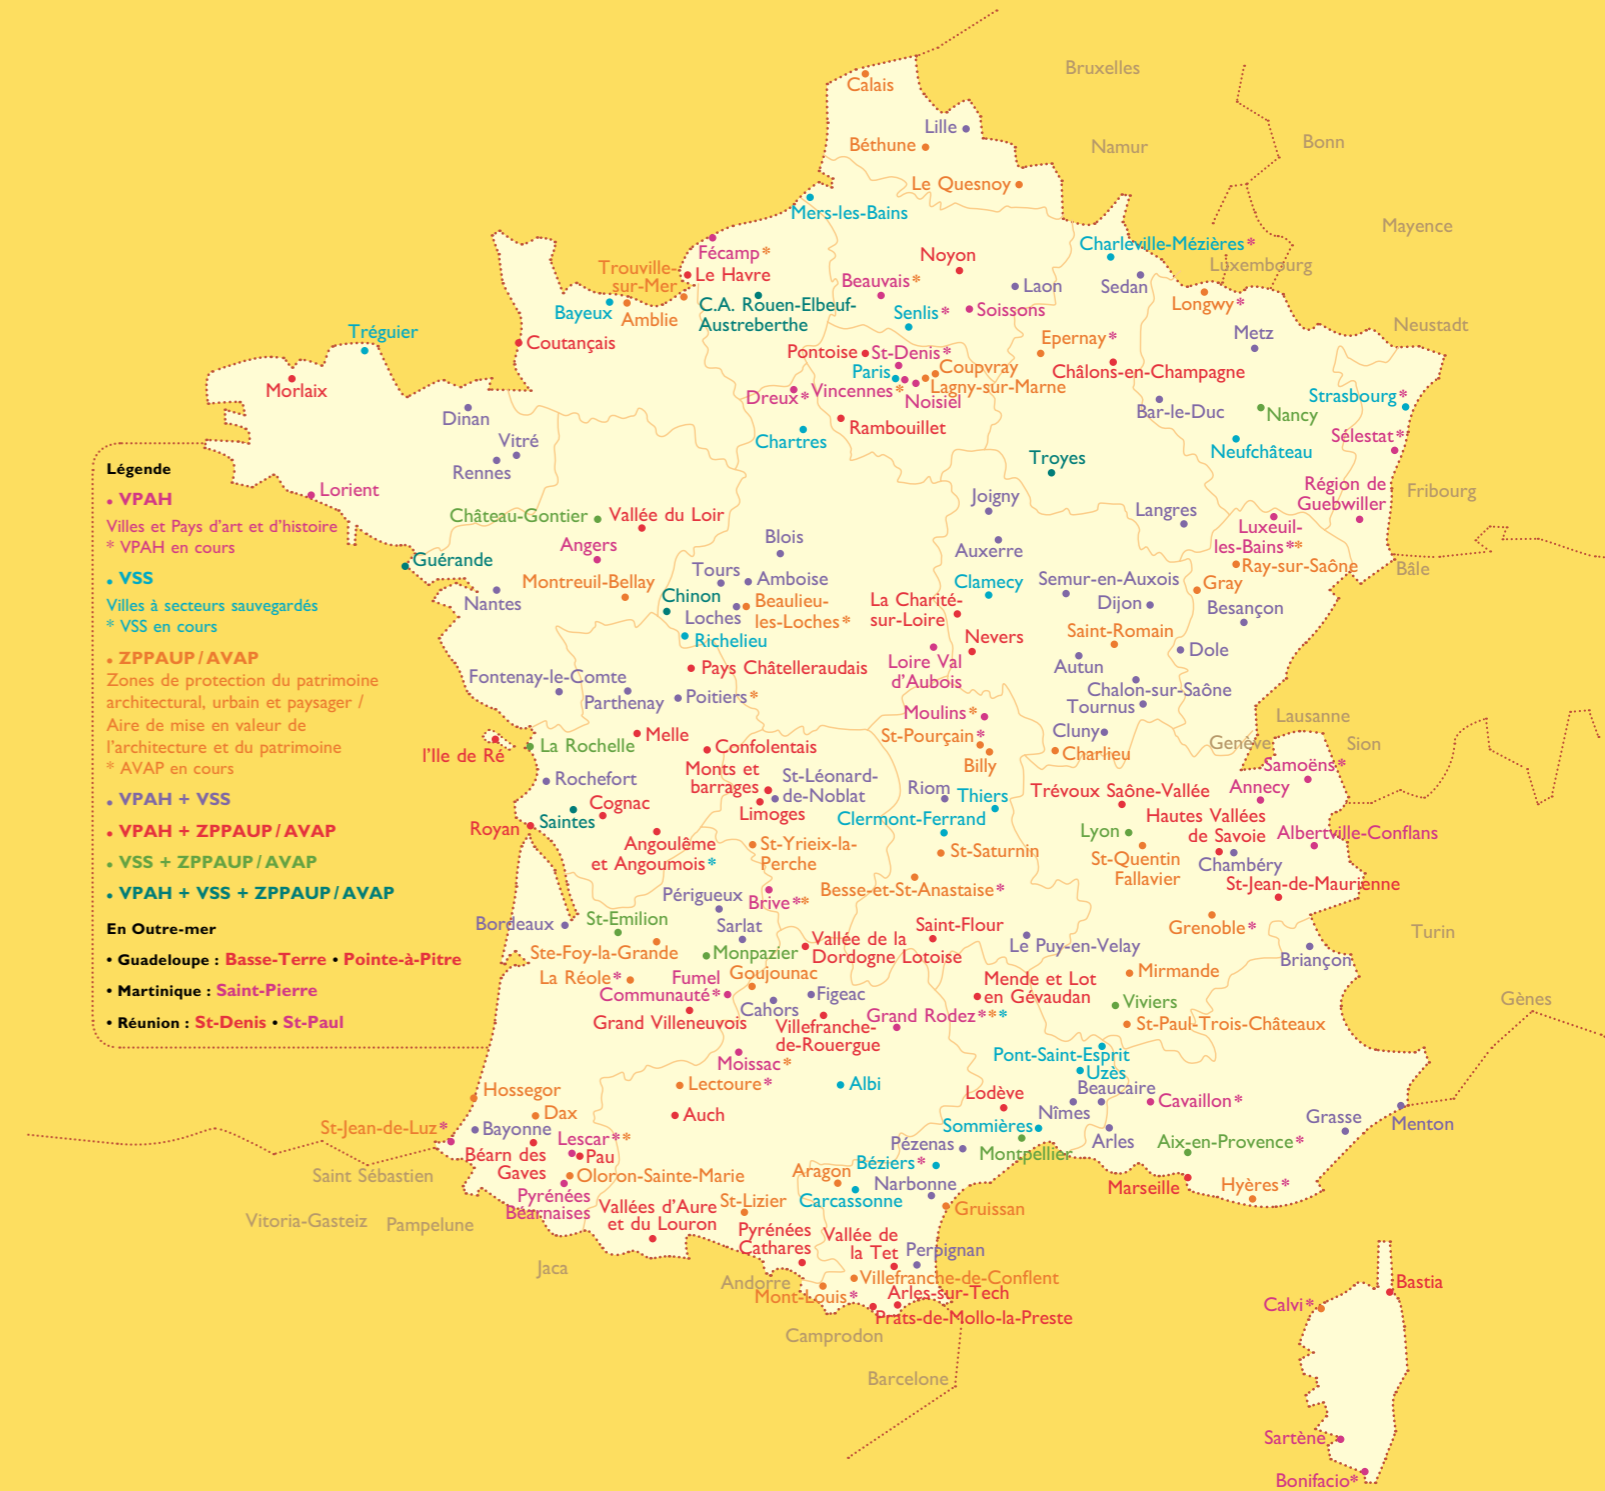 Bruxelles
Calais
Lille
Bonn
Béthune
Namur
Le Quesnoy
Mers-les-Bains
Mayence
Fécamp*
Noyon
Charleville-Mézières*
Trouville-
sur-Mer
Le Havre
Beauvais*
Laon
Sedan
Luxembourg
Bayeux
Amblie
C.A. Rouen-Elbeuf-
Austreberthe
Senlis*
Soissons
Longwy*
Tréguier
Coutançais
Epernay*
Metz
Neustadt
Pontoise
St-Denis*
Paris
Coupvray
Lagny-sur-Marne
Châlons-en-Champagne
Morlaix
Dreux*
Vincennes*
Noisiel
Strasbourg*
Dinan
Rambouillet
Bar-le-Duc
Nancy
Vitré
Chartres
Neufchâteau
Sélestat*
Rennes
Troyes
Légende
• VPAH
Villes et Pays d'art et d'histoire
* VPAH en cours
• VSS
Villes à secteurs sauvegardés
* VSS en cours
• ZPPAUP / AVAP
Zones de protection du patrimoine
architectural, urbain et paysager /
Aire de mise en valeur de
l'architecture et du patrimoine
* AVAP en cours
• VPAH + VSS
• VPAH + ZPPAUP / AVAP
• VSS + ZPPAUP / AVAP
• VPAH + VSS + ZPPAUP / AVAP
En Outre-mer
• Guadeloupe : Basse-Terre • Pointe-à-Pitre
• Martinique : Saint-Pierre
• Réunion : St-Denis • St-Paul
Lorient
Joigny
Région de
Guebwiller
Fribourg
Château-Gontier
Vallée du Loir
Langres
Luxeuil-
les-Bains**
Angers
Blois
Auxerre
Guérande
Tours
Amboise
Clamecy
Semur-en-Auxois
Ray-sur-Saône
Bâle
Montreuil-Bellay
Gray
Nantes
Chinon
Loches
Beaulieu-
les-Loches*
La Charité-
sur-Loire
Dijon
Besançon
Richelieu
Nevers
Saint-Romain
Pays Châtelleraudais
Loire Val
d'Aubois
Autun
Dole
Fontenay-le-Comte
Parthenay
Poitiers*
Chalon-sur-Saône
Tournus
Moulins*
Lausanne
l'Ile de Ré
La Rochelle
Melle
Confolentais
St-Pourçain*
Billy
Cluny
Charlieu
Genève
Sion
Samoëns*
Rochefort
Monts et
barrages
St-Léonard-
de-Noblat
Riom
Thiers
Trévoux Saône-Vallée
Annecy
Royan
Saintes
Cognac
Limoges
Clermont-Ferrand
Lyon
Hautes Vallées
de Savoie
Albertville-Conflans
Angoulême
et Angoumois*
St-Yrieix-la-
Perche
St-Saturnin
St-Quentin
Fallavier
Chambéry
Périgueux
Brive**
Besse-et-St-Anastaise*
St-Jean-de-Maurienne
Bordeaux
St-Emilion
Sarlat
Saint-Flour
Grenoble*
Turin
Ste-Foy-la-Grande
Monpazier
Vallée de la
Dordogne Lotoise
Le Puy-en-Velay
Briançon
La Réole*
Fumel
Communauté*
Goujounac
Mende et Lot
en Gévaudan
Mirmande
Grand Villeneuvois
Cahors
Figeac
Villefranche-
de-Rouergue
Grand Rodez***
Viviers
St-Paul-Trois-Châteaux
Gènes
Moissac*
Pont-Saint-Esprit
Hossegor
Lectoure*
Albi
Uzès
Dax
Auch
Lodève
Beaucaire
Nîmes
Cavaillon*
Grasse
Menton
St-Jean-de-Luz*
Bayonne
Lescar**
Pau
Sommières
Arles
Aix-en-Provence*
Béarn des
Gaves
Pézenas
Montpellier
Saint Sébastien
Oloron-Sainte-Marie
Aragon
Béziers*
Marseille
Hyères*
Pyrénées
Béarnaises
Carcassonne
Narbonne
Vitoria-Gasteiz
Pampelune
Vallées d'Aure
et du Louron
St-Lizier
Gruissan
Pyrénées
Cathares
Vallée de
la Tet
Perpignan
Jaca
Andorre
Villefranche-de-Conflent
Mont-Louis*
Arles-sur-Tech
Prats-de-Mollo-la-Preste
Bastia
Calvi*
Camprodon
Barcelone
Sartène
Bonifacio*